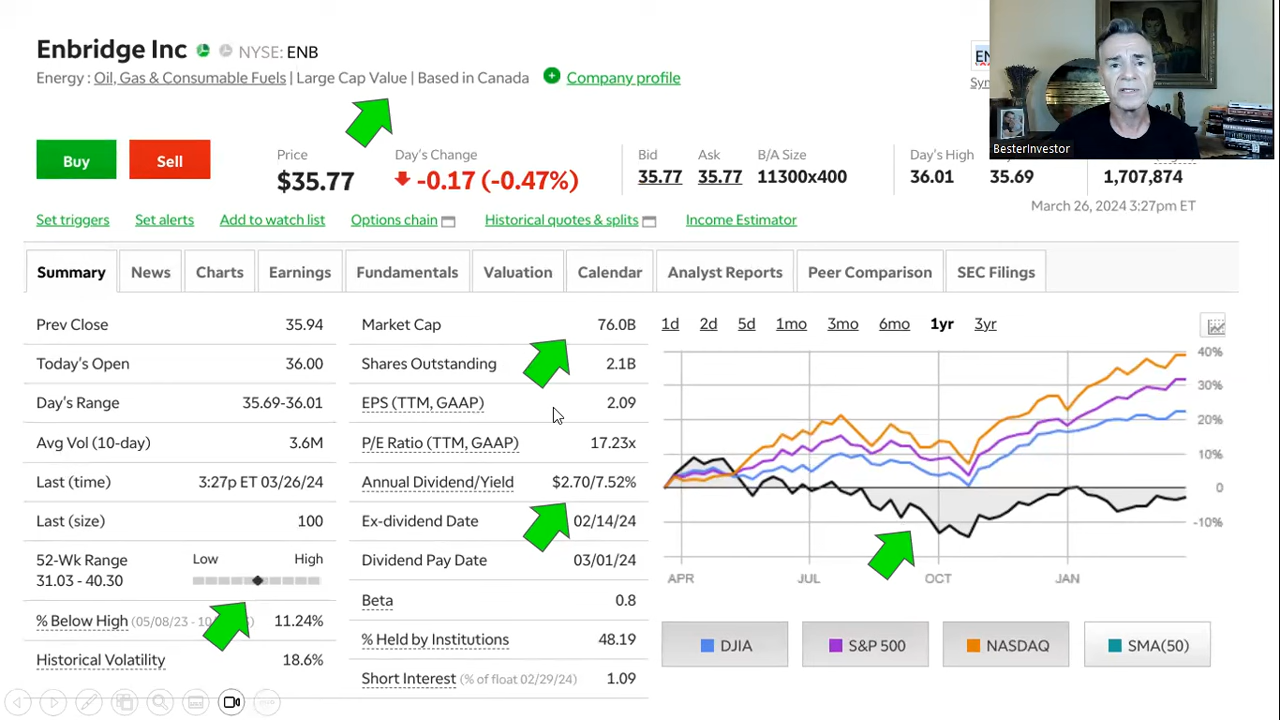 Enbridge Inc NYSE: ENB
Energy : Oil, Gas & Consumable Fuels | Large Cap Value | Based in Canada Company profile
EN
BesterInvestor
Buy
Sell
Price
$35.77
Day's Change
-0.17 (-0.47%)
Bid
35.77
Ask
35.77
B/A Size
11300x400
Day's High
36.01
35.69
1,707,874
March 26, 2024 3:27pm ET
Set triggers
Set alerts
Add to watch list
Options chain
Historical quotes & splits
Income Estimator
Summary
News
Charts
Earnings
Fundamentals
Valuation
Calendar
Analyst Reports
Peer Comparison
SEC Filings
Prev Close 35.94
Today's Open 36.00
Day's Range 35.69-36.01
Avg Vol (10-day) 3.6M
Last (time) 3:27p ET 03/26/24
Last (size) 100
52-Wk Range
31.03 - 40.30
Low High
% Below High (05/08/23 - 10 11.24%
Historical Volatility 18.6%
Market Cap 76.0B
Shares Outstanding 2.1B
EPS (TTM, GAAP) 2.09
P/E Ratio (TTM, GAAP) 17.23x
Annual Dividend/Yield $2.70/7.52%
Ex-dividend Date 02/14/24
Dividend Pay Date 03/01/24
Beta 0.8
% Held by Institutions 48.19
Short Interest (% of float 02/29/24) 1.09
1d 2d 5d 1mo 3mo 6mo 1yr 3yr
40%
30%
20%
10%
0
-10%
APR JUL OCT JAN
DJIA
S&P 500
NASDAQ
SMA(50)